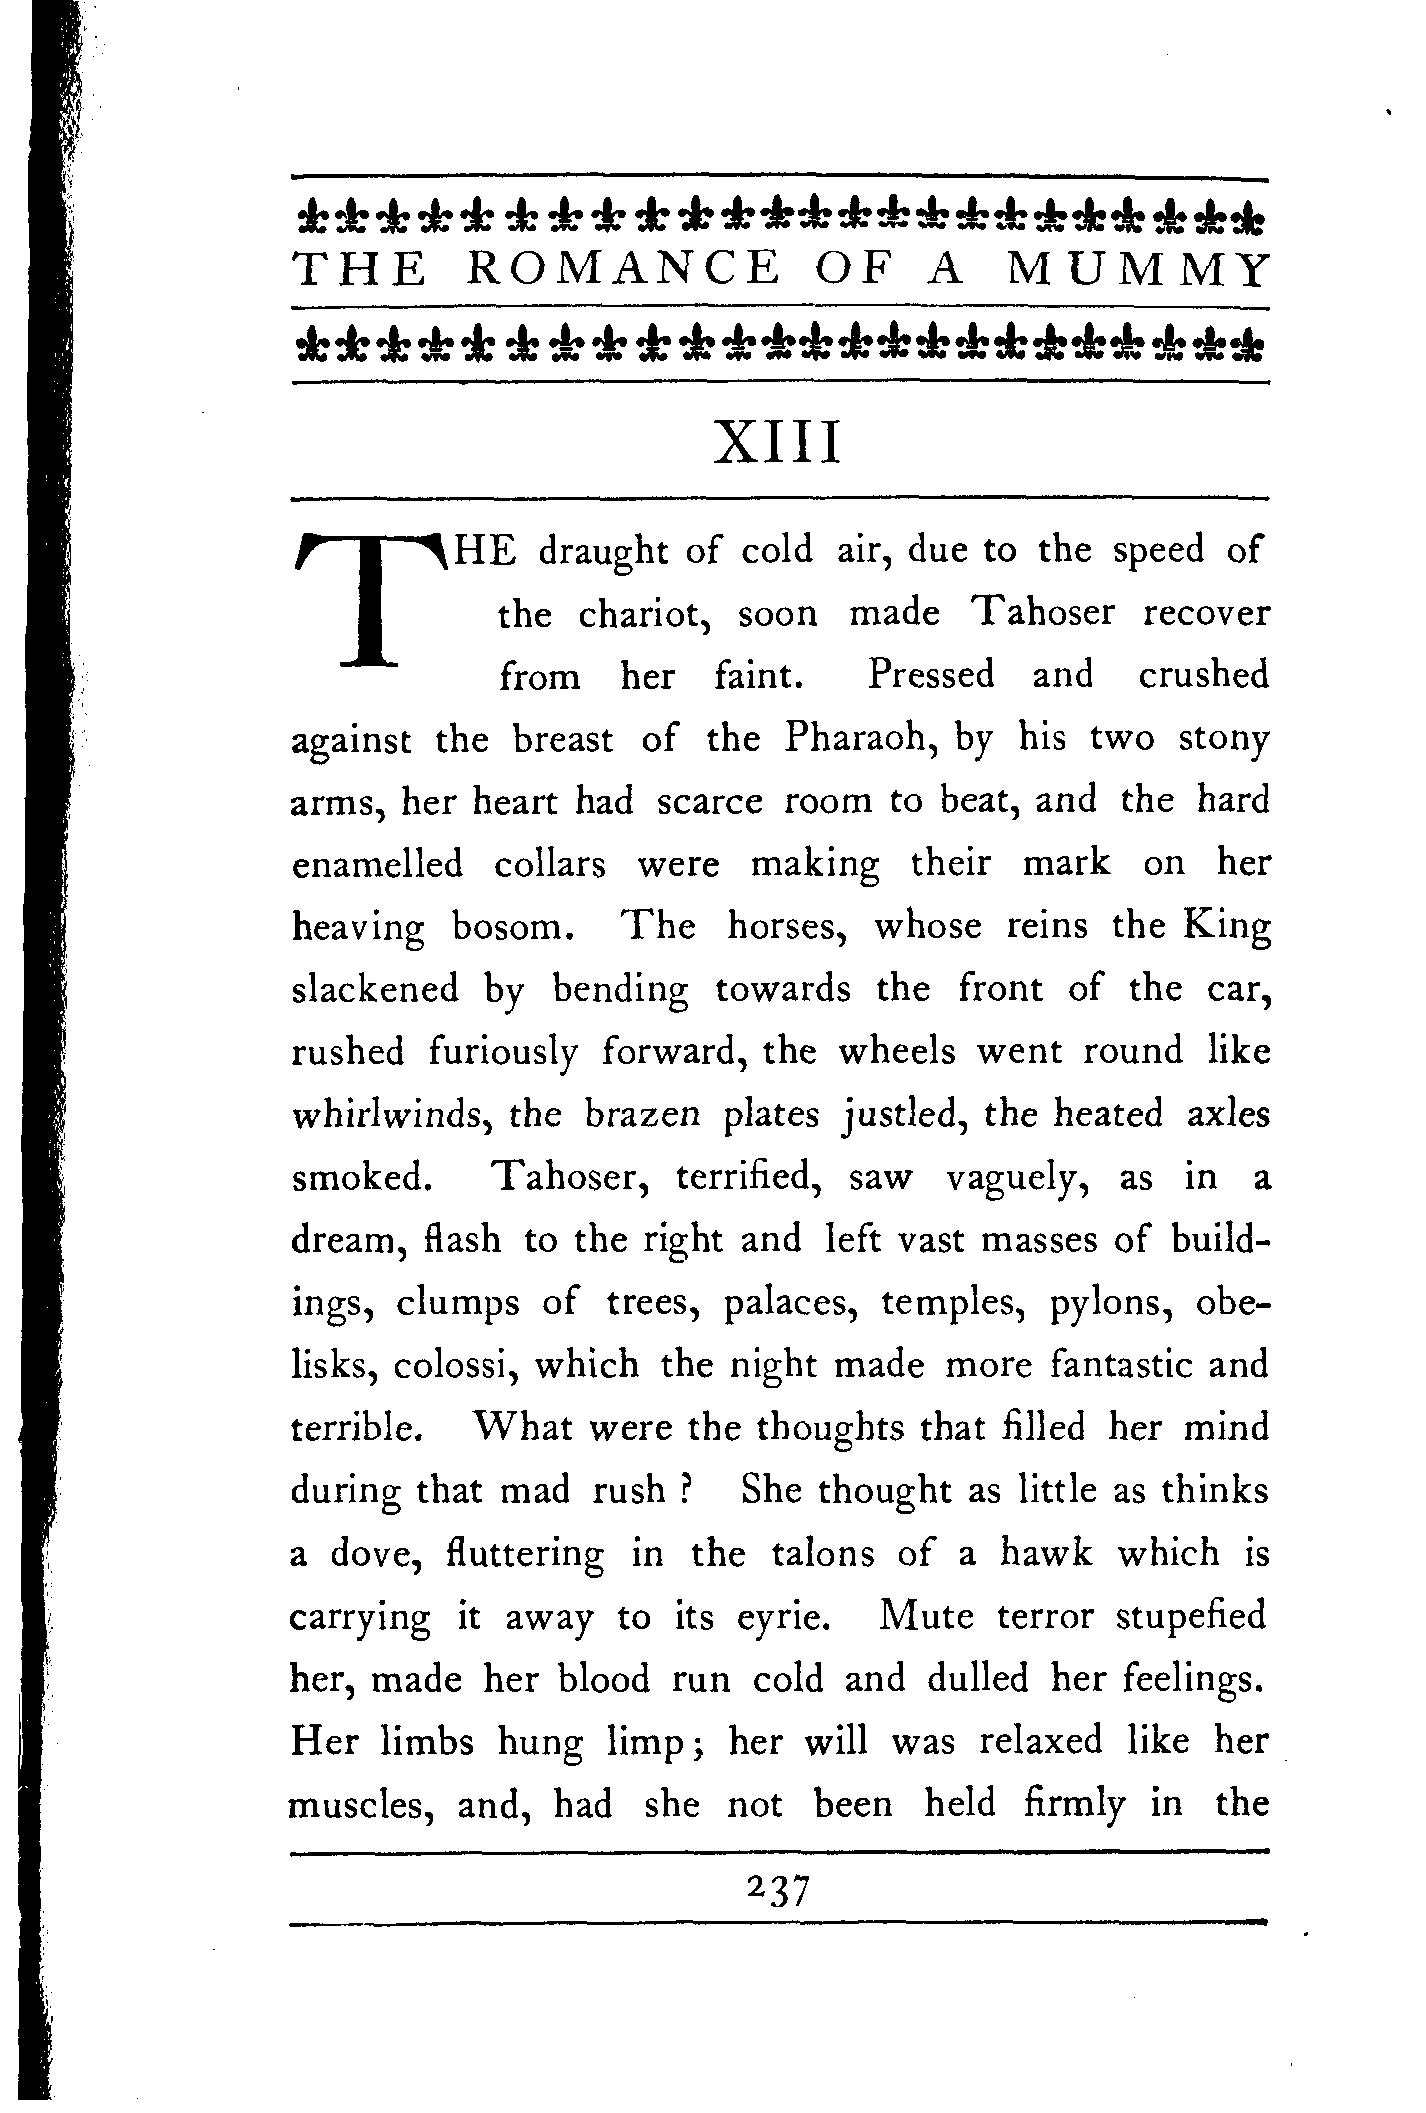 THE ROMANCE OF A MUMMY
XIII
THE draught of cold air, due to the speed of
the chariot, soon made Tahoser recover
from her faint. Pressed and crushed
against the breast of the Pharaoh, by his two stony
arms, her heart had scarce room to beat, and the hard
enamelled collars were making their mark on her
heaving bosom. The horses, whose reins the King
slackened by bending towards the front of the car,
rushed furiously forward, the wheels went round like
whirlwinds, the brazen plates justled, the heated axles
smoked. Tahoser, terrified, saw vaguely, as in a
dream, flash to the right and left vast masses of build-
ings, clumps of trees, palaces, temples, pylons, obe-
lisks, colossi, which the night made more fantastic and
terrible. What were the thoughts that filled her mind
during that mad rush ? She thought as little as thinks
a dove, fluttering in the talons of a hawk which is
carrying it away to its eyrie. Mute terror stupefied
her, made her blood run cold and dulled her feelings.
Her limbs hung limp ; her will was relaxed like her
muscles, and, had she not been held firmly in the
237